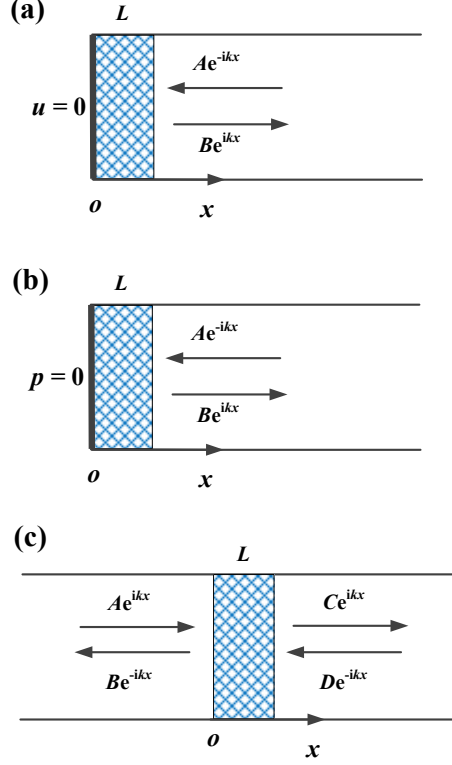 (a)
L
Ae^{-ikx}
u = 0
Be^{ikx}
o
x
(b)
L
Ae^{-ikx}
p = 0
Be^{ikx}
o
x
(c)
L
Ae^{ikx}
Ce^{ikx}
Be^{-ikx}
De^{-ikx}
o
x